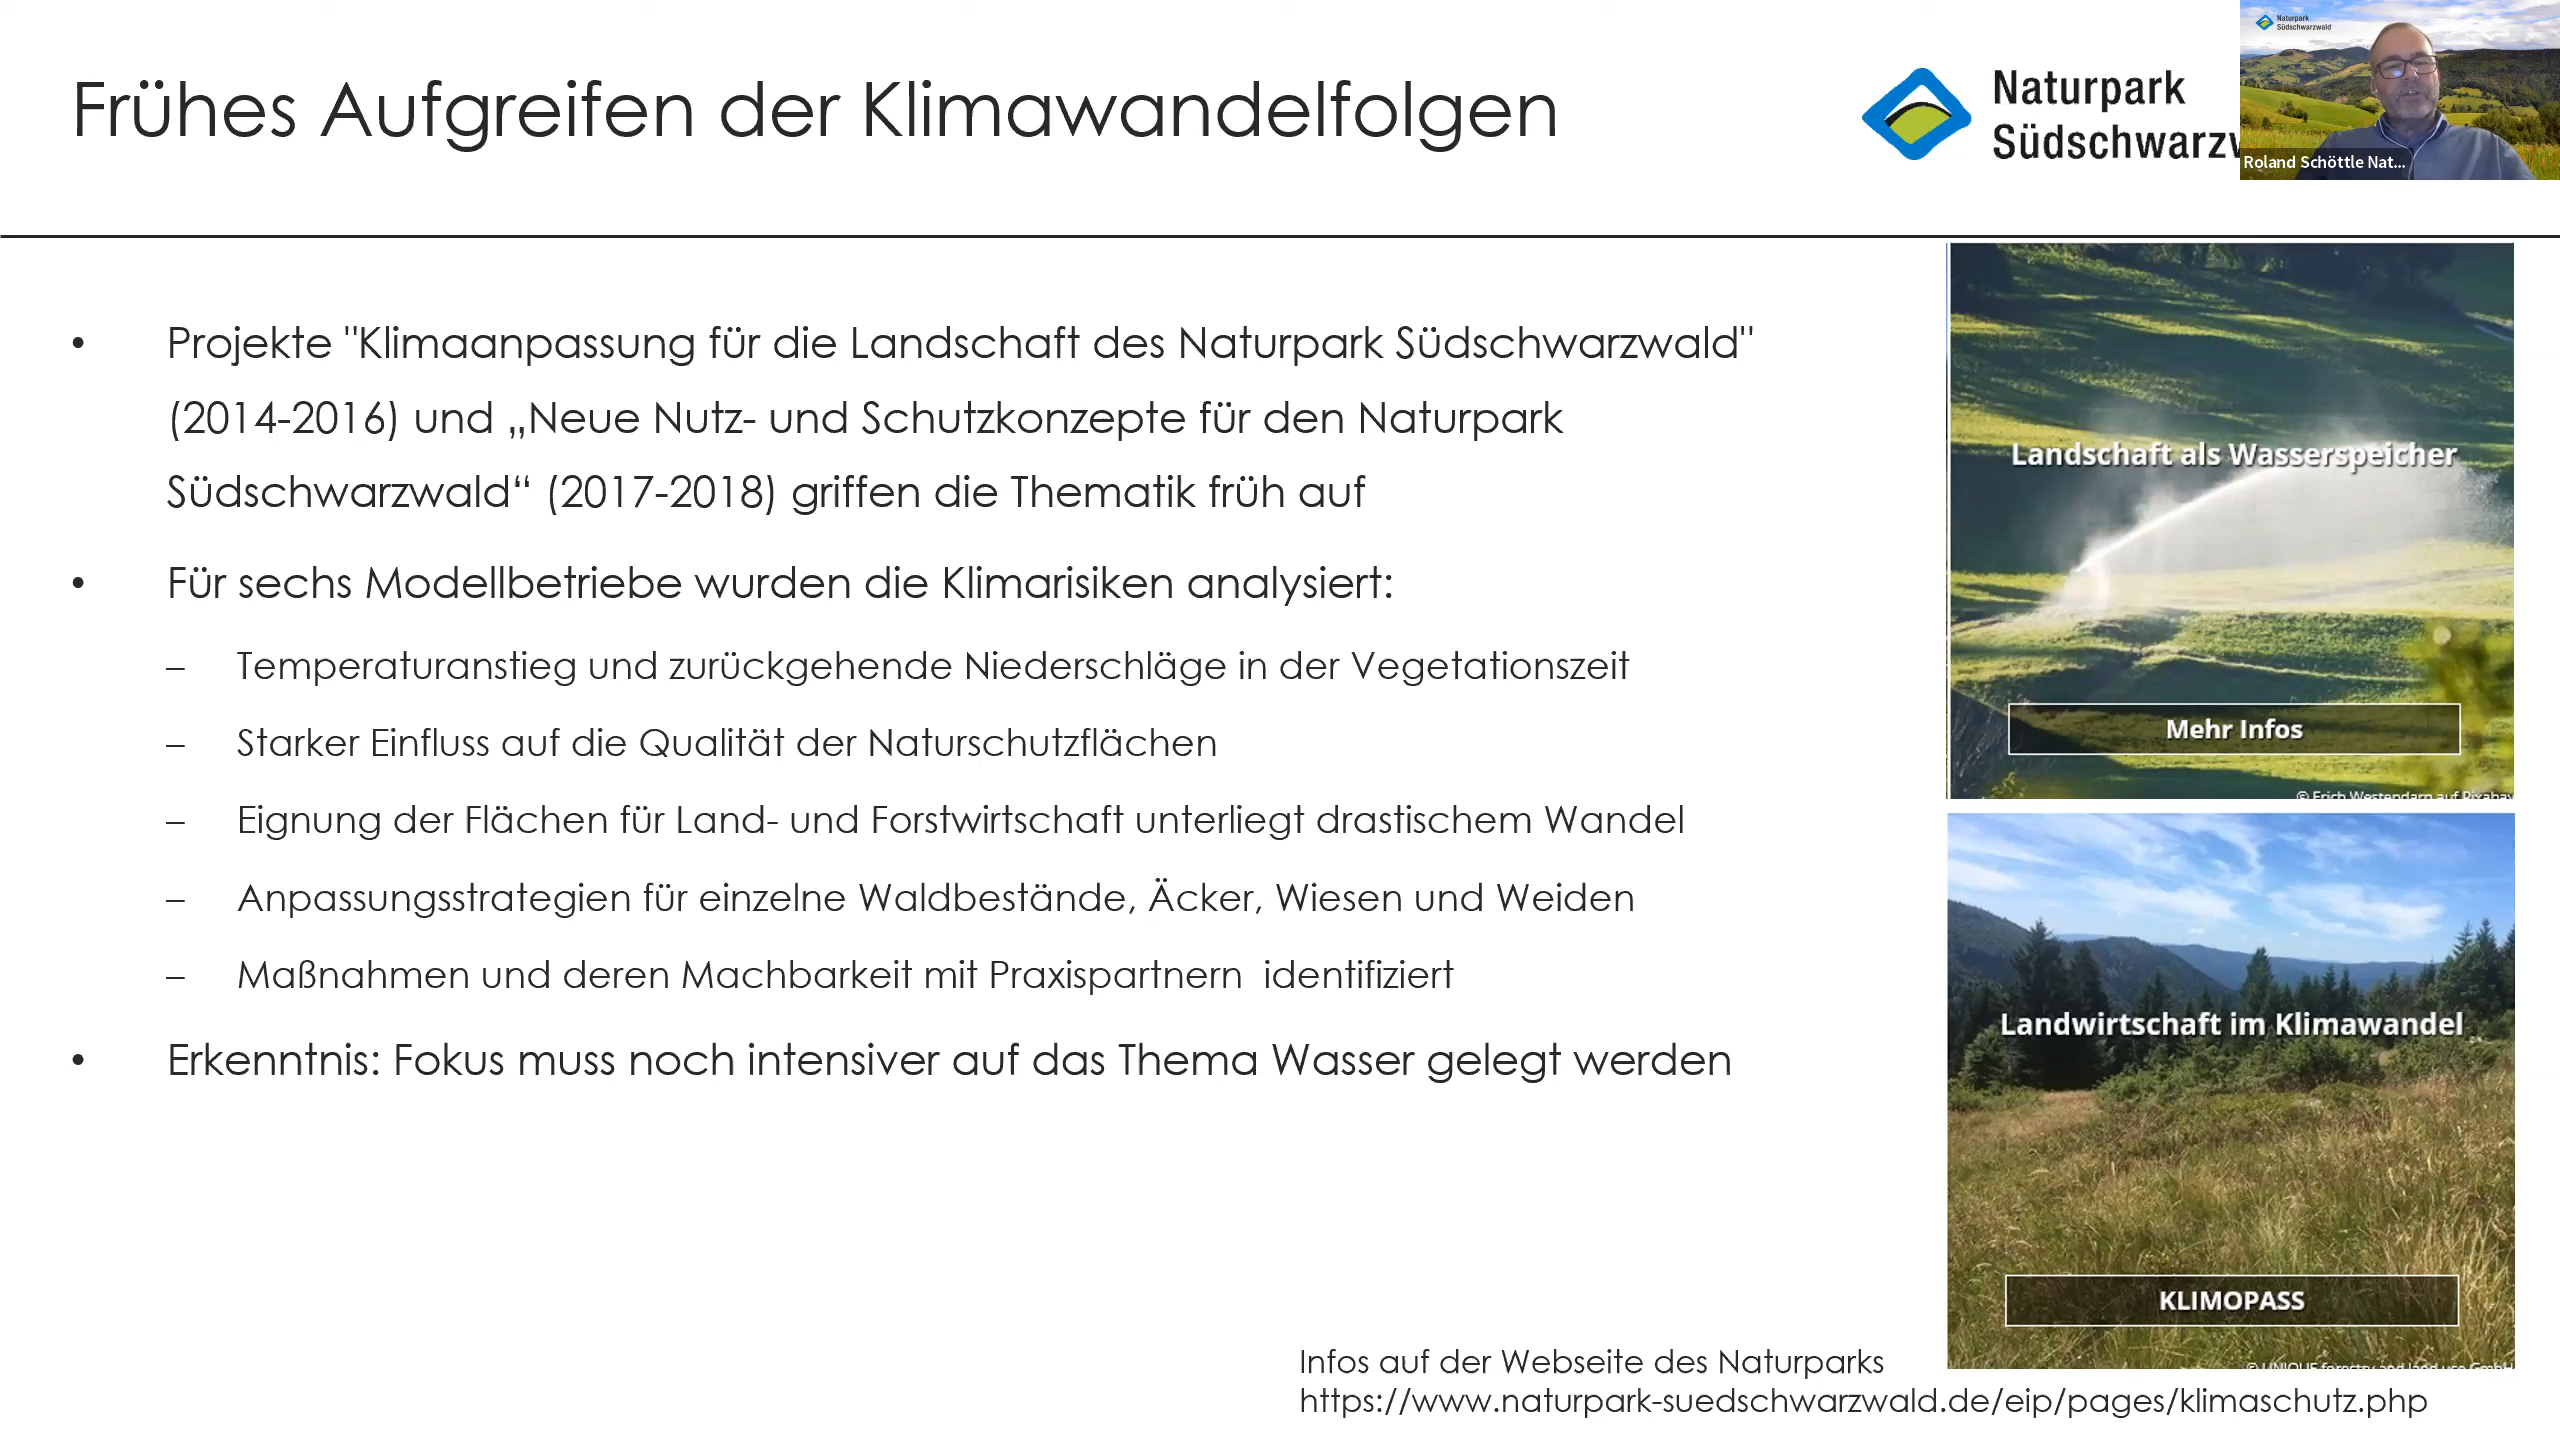 Frühes Aufgreifen der Klimawandelfolgen
Naturpark
Südschwarzw
Naturpark
Südschwarzwald
Roland Schöttle Nat...
• Projekte "Klimaanpassung für die Landschaft des Naturpark Südschwarzwald"
(2014-2016) und „Neue Nutz- und Schutzkonzepte für den Naturpark
Südschwarzwald“ (2017-2018) griffen die Thematik früh auf
• Für sechs Modellbetriebe wurden die Klimarisiken analysiert:
– Temperaturanstieg und zurückgehende Niederschläge in der Vegetationszeit
– Starker Einfluss auf die Qualität der Naturschutzflächen
– Eignung der Flächen für Land- und Forstwirtschaft unterliegt drastischem Wandel
– Anpassungsstrategien für einzelne Waldbestände, Äcker, Wiesen und Weiden
– Maßnahmen und deren Machbarkeit mit Praxispartnern  identifiziert
• Erkenntnis: Fokus muss noch intensiver auf das Thema Wasser gelegt werden
Landschaft als Wasserspeicher
Mehr Infos
© Erich Westendarp auf Pixabay
Landwirtschaft im Klimawandel
KLIMOPASS
© UNIQUE forestry and land use GmbH
Infos auf der Webseite des Naturparks
https://www.naturpark-suedschwarzwald.de/eip/pages/klimaschutz.php